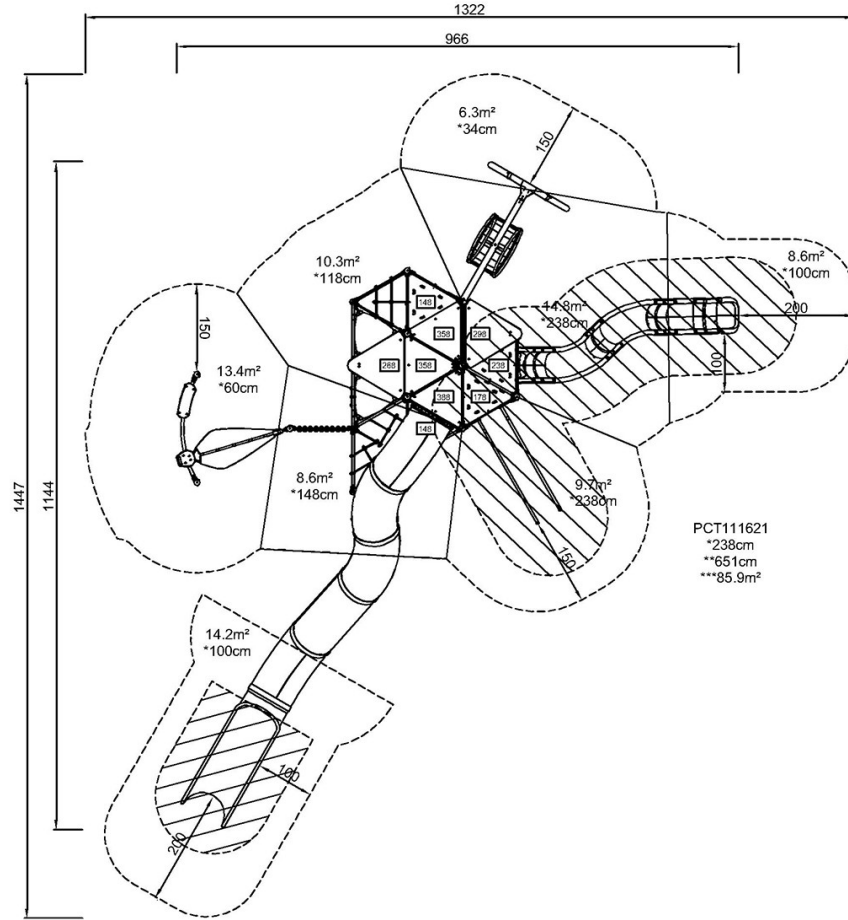 1322
966
6.3m²
*34cm
150
10.3m²
*118cm
8.6m²
*100cm
148
14.8m²
*238cm
200
150
358
298
13.4m²
*60cm
268
358
238
100
388
178
148
1447
1144
8.6m²
*148cm
9.7m²
*238cm
150
PCT111621
*238cm
**651cm
***85.9m²
14.2m²
*100cm
100
200